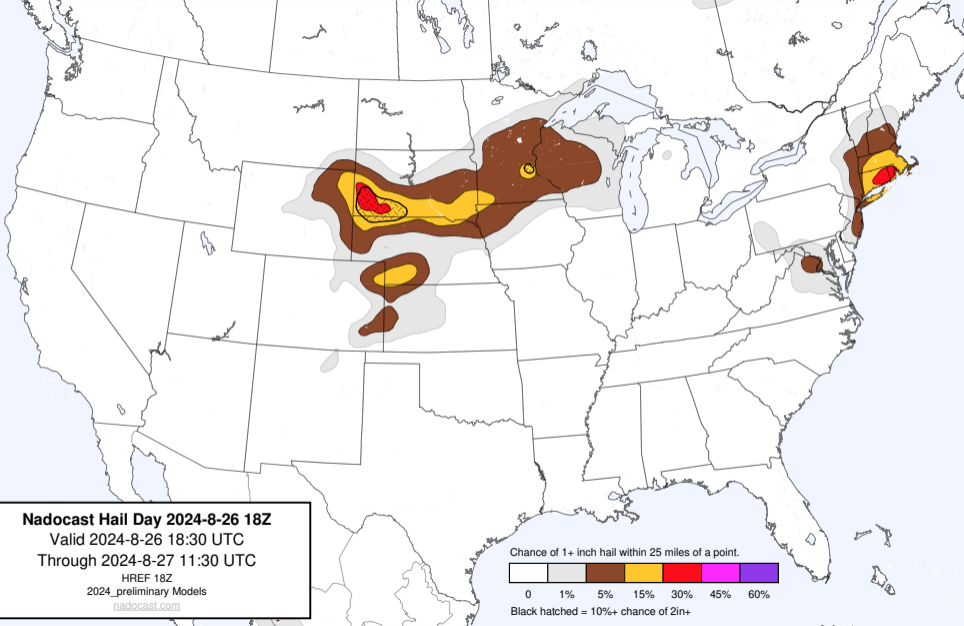 Nadocast Hail Day 2024-8-26 18Z
Valid 2024-8-26 18:30 UTC
Through 2024-8-27 11:30 UTC
HREF 18Z
2024_preliminary Models
nadocast.com
Chance of 1+ inch hail within 25 miles of a point.
0 1% 5% 15% 30% 45% 60%
Black hatched = 10%+ chance of 2in+